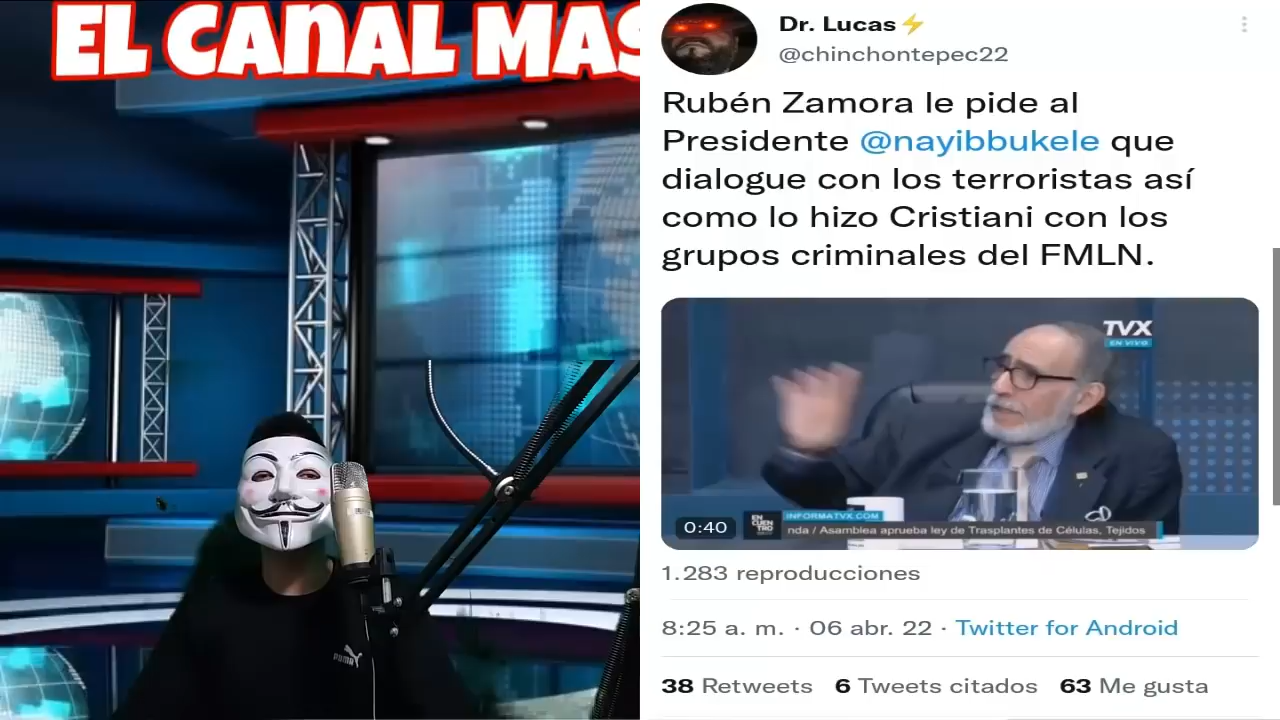 EL CANAL MAS
PUMA
Dr. Lucas⚡
@chinchontepec22
Rubén Zamora le pide al
Presidente @nayibbukele que
dialogue con los terroristas así
como lo hizo Cristiani con los
grupos criminales del FMLN.
TVX
EN VIVO
0:40
EN
CUEN
TRO
INFORMATVX.COM
nda / Asamblea aprueba ley de Trasplantes de Células, Tejidos
1.283 reproducciones
8:25 a. m. · 06 abr. 22 · Twitter for Android
38 Retweets 6 Tweets citados 63 Me gusta